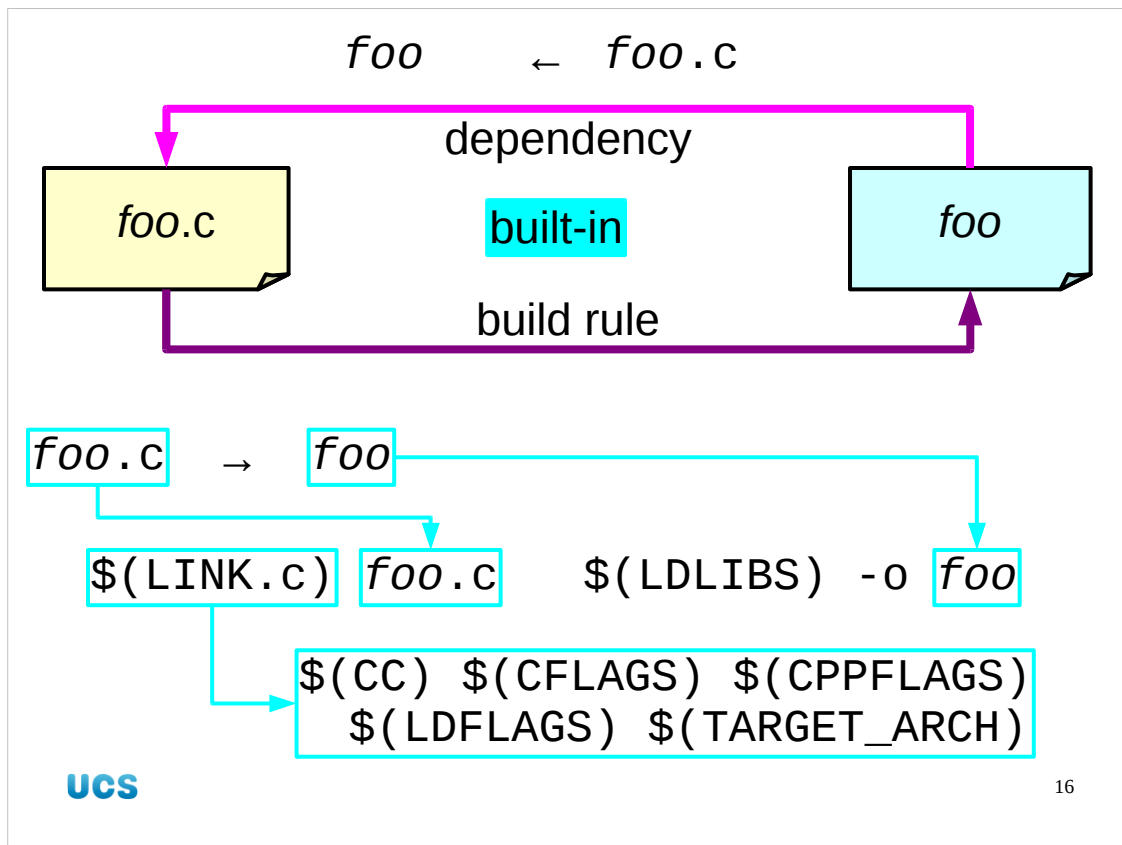 foo ← foo.c
dependency
foo.c
built-in
foo
build rule
foo.c → foo
$(LINK.c) foo.c $(LDLIBS) -o foo
$(CC) $(CFLAGS) $(CPPFLAGS)
$(LDFLAGS) $(TARGET_ARCH)
UCS
16